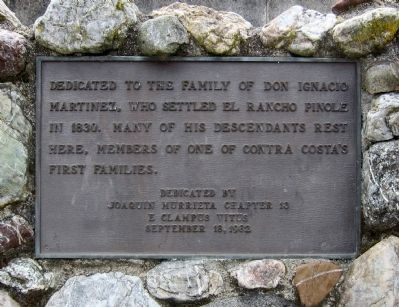 DEDICATED TO THE FAMILY OF DON IGNACIO
MARTINEZ, WHO SETTLED EL RANCHO PINOLE
IN 1830. MANY OF HIS DESCENDANTS REST
HERE, MEMBERS OF ONE OF CONTRA COSTA'S
FIRST FAMILIES.
DEDICATED BY
JOAQUIN MURRIETA CHAPTER 13
E CLAMPUS VITUS
SEPTEMBER 18, 1982